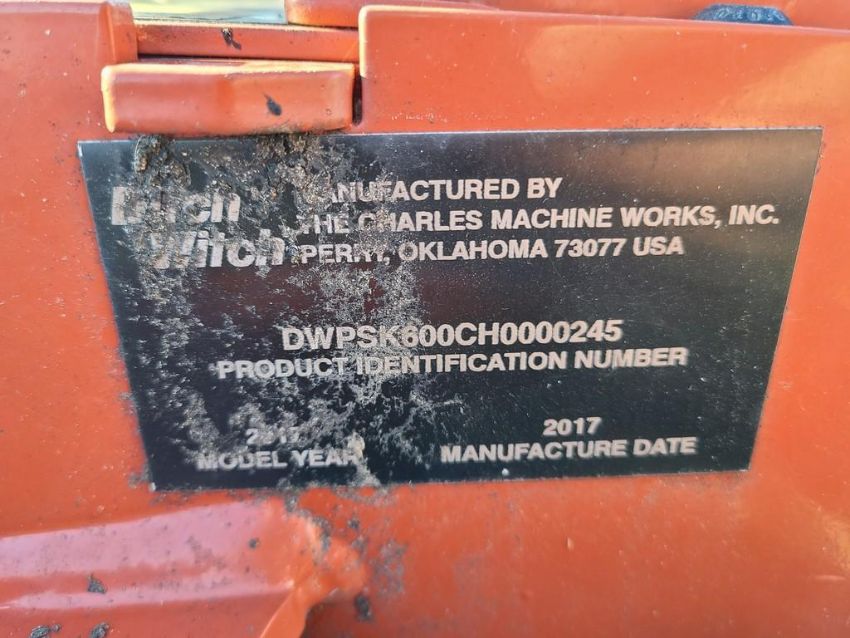 Ditch
Witch
MANUFACTURED BY
THE CHARLES MACHINE WORKS, INC.
PERRY, OKLAHOMA 73077 USA
DWPSK600CH0000245
PRODUCT IDENTIFICATION NUMBER
2017
MODEL YEAR
2017
MANUFACTURE DATE